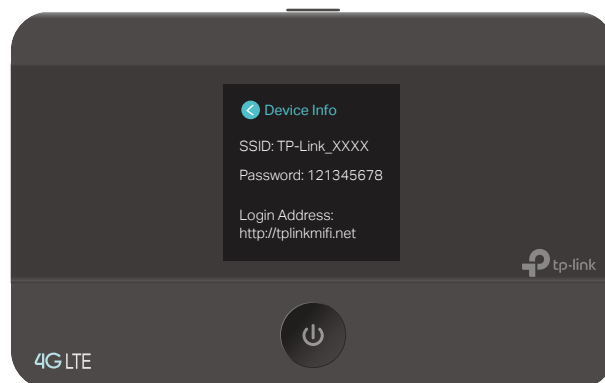 Device Info
SSID: TP-Link_XXXX
Password: 121345678
Login Address:
http://tplinkmifi.net
tp-link
4G LTE